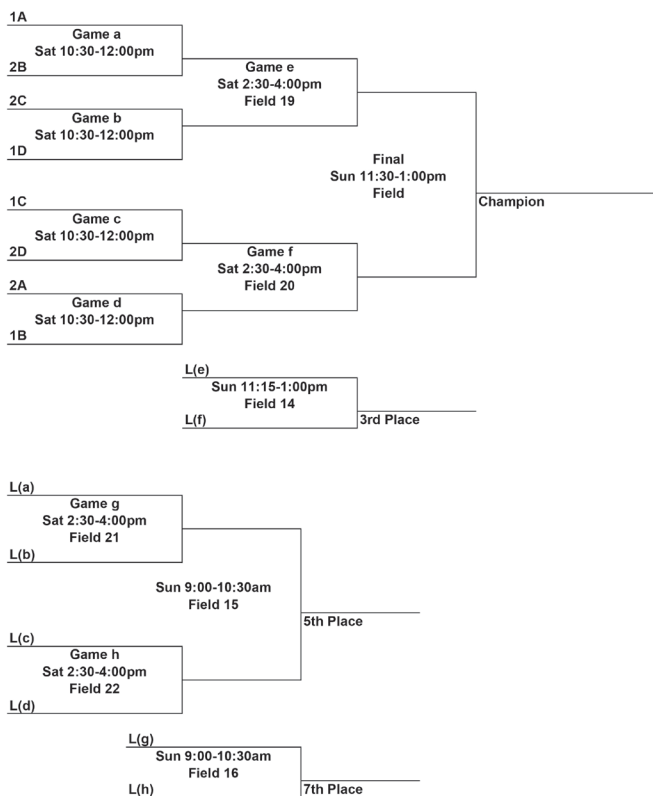 1A
Game a
Sat 10:30-12:00pm
2B
Game e
Sat 2:30-4:00pm
Field 19
2C
Game b
Sat 10:30-12:00pm
1D
Final
Sun 11:30-1:00pm
Field
Champion
1C
Game c
Sat 10:30-12:00pm
2D
Game f
Sat 2:30-4:00pm
Field 20
2A
Game d
Sat 10:30-12:00pm
1B
L(e)
Sun 11:15-1:00pm
Field 14
L(f)
3rd Place
L(a)
Game g
Sat 2:30-4:00pm
Field 21
L(b)
Sun 9:00-10:30am
Field 15
5th Place
L(c)
Game h
Sat 2:30-4:00pm
Field 22
L(d)
L(g)
Sun 9:00-10:30am
Field 16
L(h)
7th Place